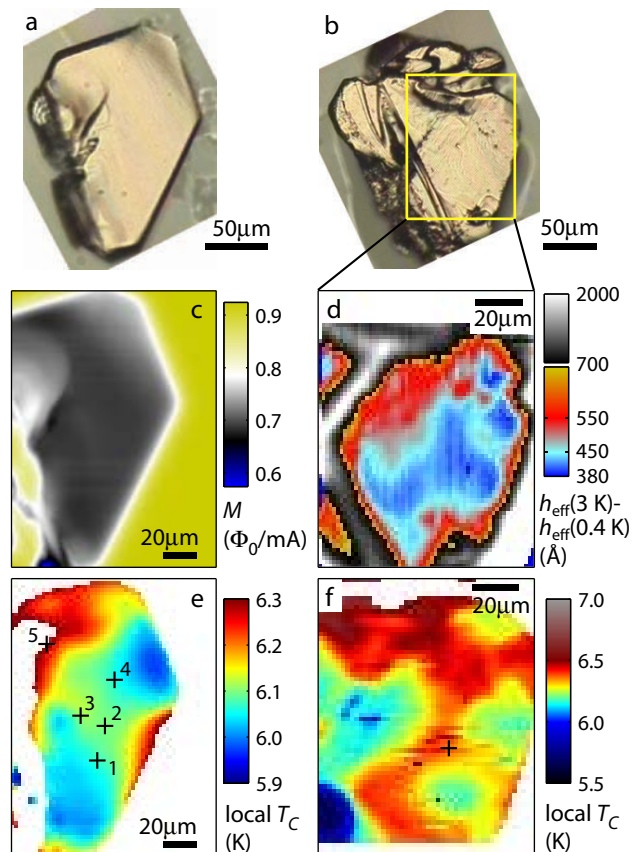 a
b
50μm
50μm
c
0.9
0.8
0.7
0.6
M
(Φ0/mA)
20μm
d
20μm
2000
700
550
450
380
heff(3 K)-
heff(0.4 K)
(Å)
e
5
4
3
2
1
20μm
6.3
6.2
6.1
6.0
5.9
local TC
(K)
f
20μm
7.0
6.5
6.0
5.5
local TC
(K)